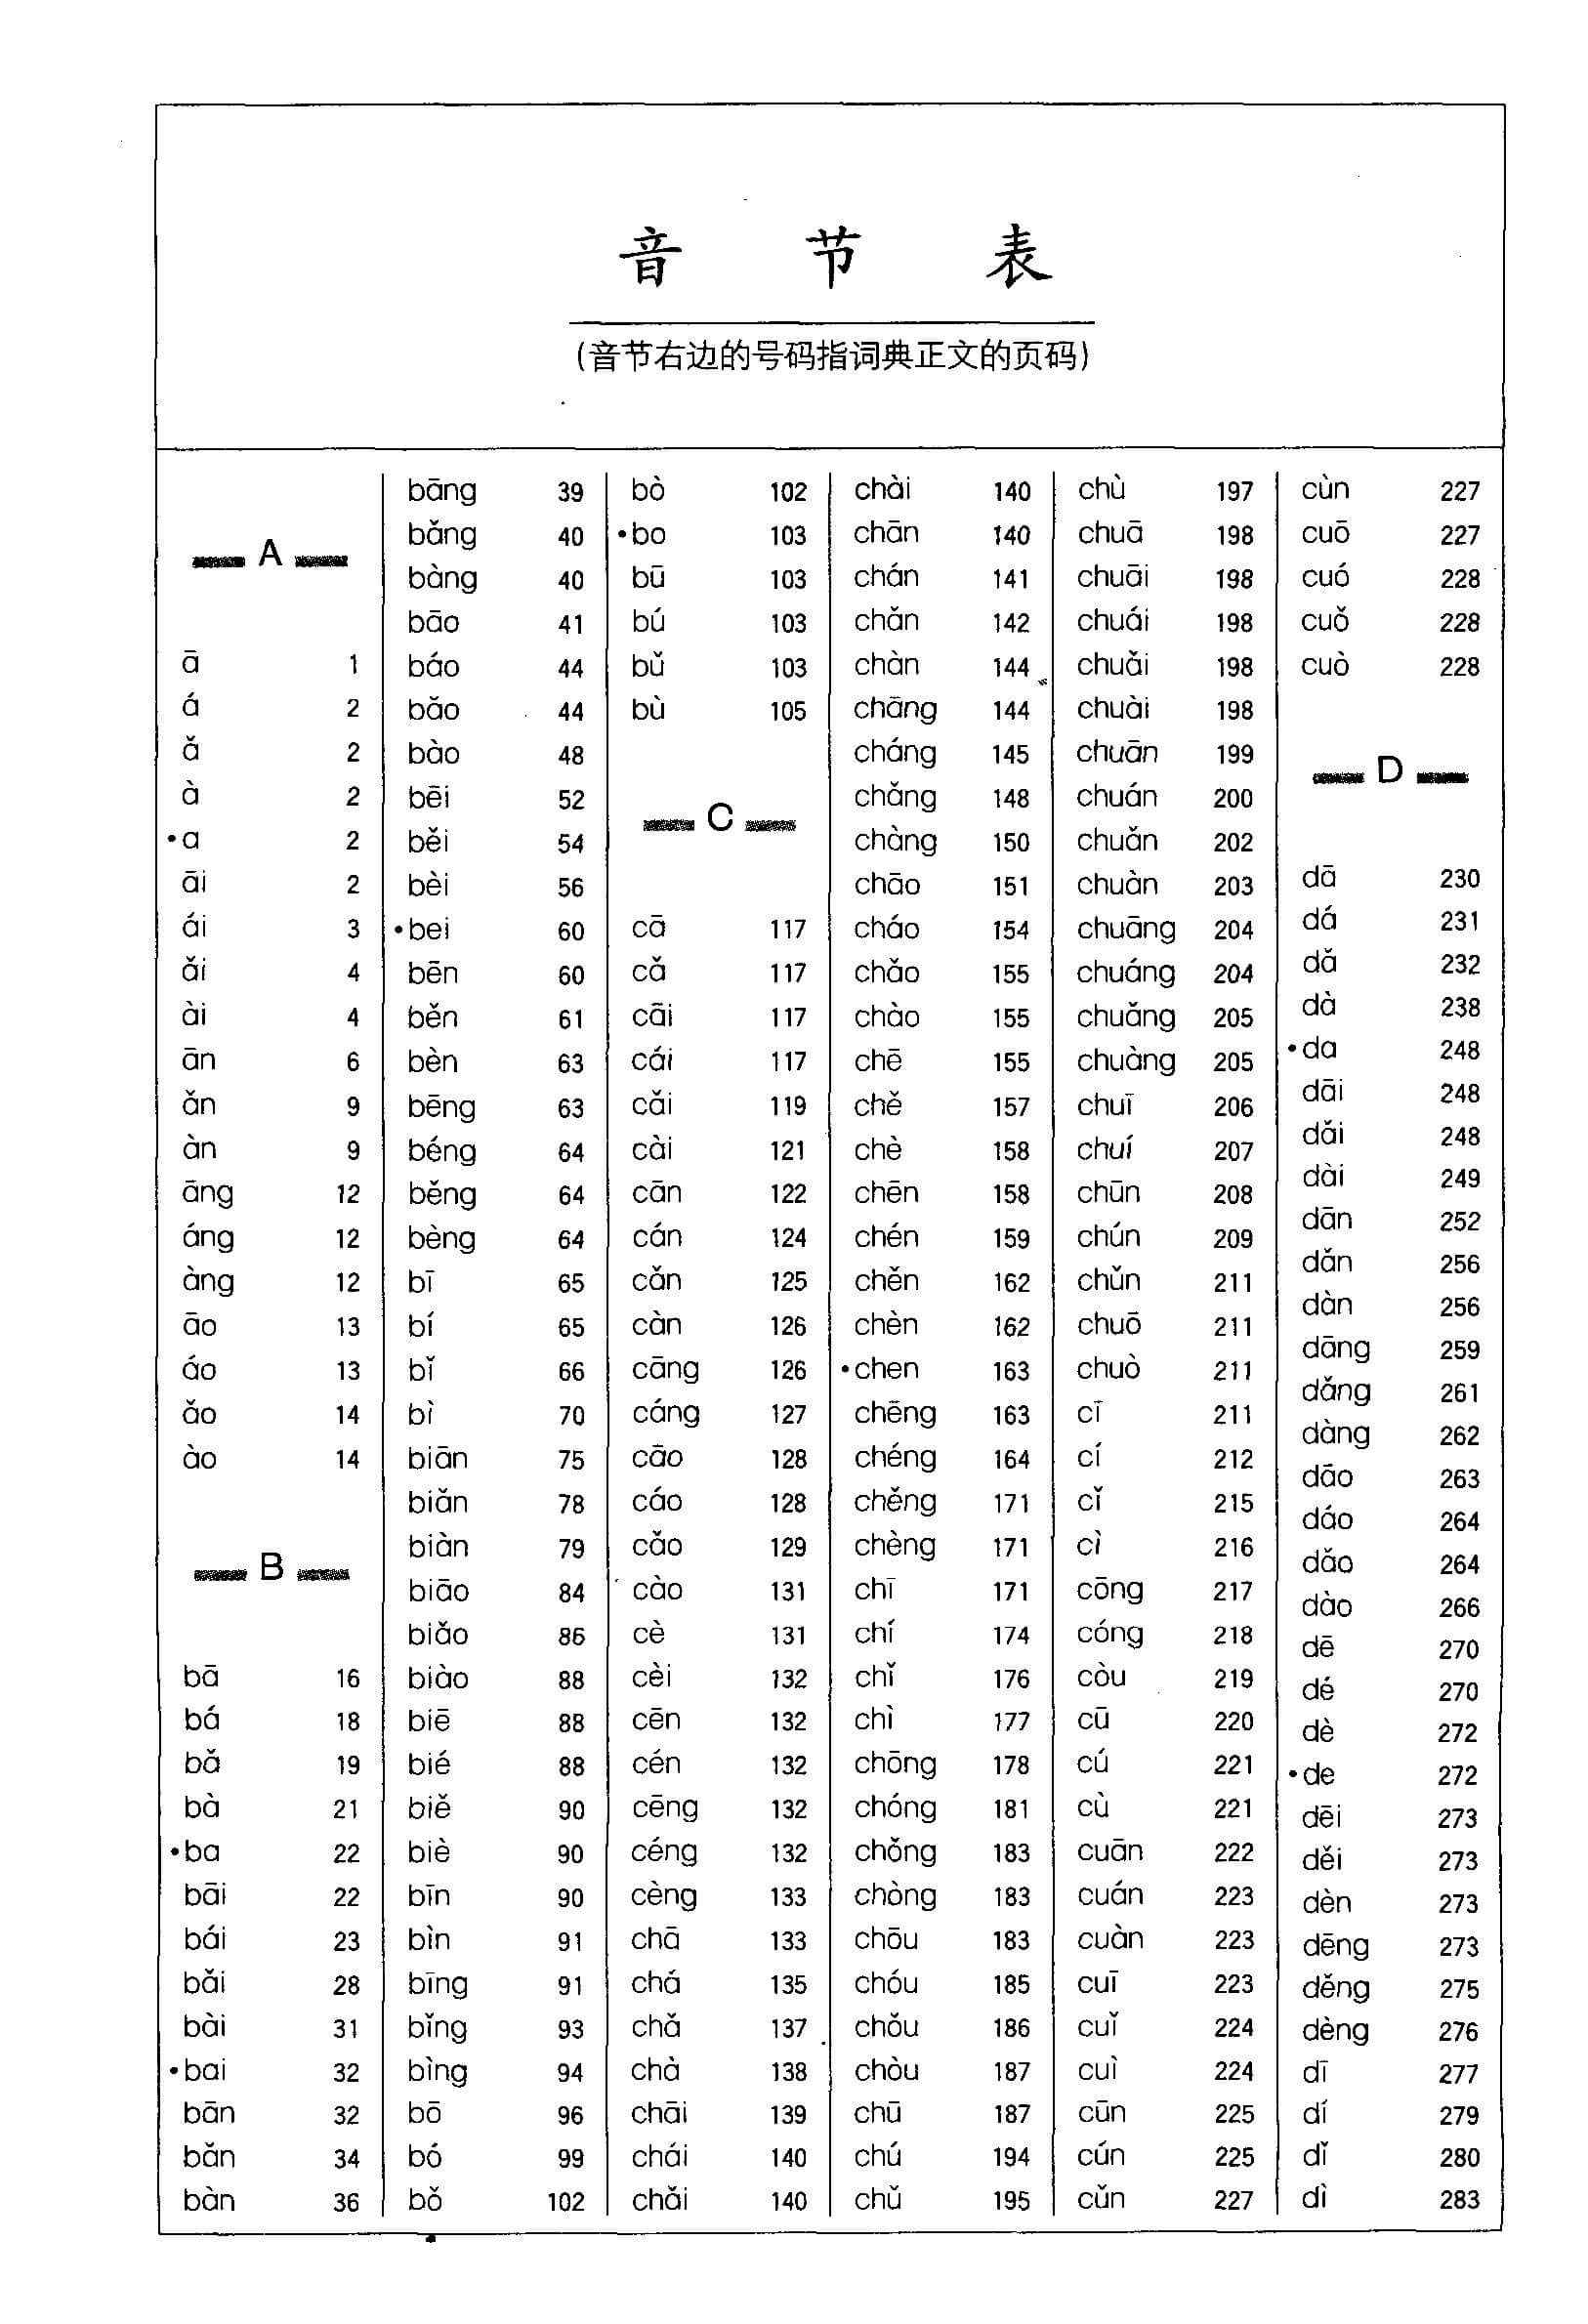 音 节 表
(音节右边的号码指词典正文的页码)
A
ā 1
á 2
ǎ 2
à 2
•a 2
āi 2
ái 3
ǎi 4
ài 4
ān 6
ǎn 9
àn 9
āng 12
áng 12
àng 12
āo 13
áo 13
ǎo 14
ào 14
B
bā 16
bá 18
bǎ 19
bà 21
•ba 22
bāi 22
bái 23
bǎi 28
bài 31
•bai 32
bān 32
bǎn 34
bàn 36
bāng 39
bǎng 40
bàng 40
bāo 41
báo 44
bǎo 44
bào 48
bēi 52
běi 54
bèi 56
•bei 60
bēn 60
běn 61
bèn 63
bēng 63
béng 64
běng 64
bèng 64
bī 65
bí 65
bǐ 66
bì 70
biān 75
biǎn 78
biàn 79
biāo 84
biǎo 86
biào 88
biē 88
bié 88
biě 90
biè 90
bīn 90
bìn 91
bīng 91
bǐng 93
bìng 94
bō 96
bó 99
bǒ 102
bò 102
•bo 103
bū 103
bú 103
bǔ 103
bù 105
C
cā 117
cǎ 117
cāi 117
cái 117
cǎi 119
cài 121
cān 122
cán 124
cǎn 125
càn 126
cāng 126
cáng 127
cāo 128
cáo 128
cǎo 129
cào 131
cè 131
cèi 132
cēn 132
cén 132
cēng 132
céng 132
cèng 133
chā 133
chá 135
chǎ 137
chà 138
chāi 139
chái 140
chǎi 140
chài 140
chān 140
chán 141
chǎn 142
chàn 144
chāng 144
cháng 145
chǎng 148
chàng 150
chāo 151
cháo 154
chǎo 155
chào 155
chē 155
chě 157
chè 158
chēn 158
chén 159
chěn 162
chèn 162
•chen 163
chēng 163
chéng 164
chěng 171
chèng 171
chī 171
chí 174
chǐ 176
chì 177
chōng 178
chóng 181
chǒng 183
chòng 183
chōu 183
chóu 185
chǒu 186
chòu 187
chū 187
chú 194
chǔ 195
chù 197
chuā 198
chuāi 198
chuái 198
chuǎi 198
chuài 198
chuān 199
chuán 200
chuǎn 202
chuàn 203
chuāng 204
chuáng 204
chuǎng 205
chuàng 205
chuī 206
chuí 207
chūn 208
chún 209
chǔn 211
chuō 211
chuò 211
cī 211
cí 212
cǐ 215
cì 216
cōng 217
cóng 218
còu 219
cū 220
cú 221
cù 221
cuān 222
cuán 223
cuàn 223
cuī 223
cuǐ 224
cuì 224
cūn 225
cún 225
cǔn 227
cùn 227
cuō 227
cuó 228
cuǒ 228
cuò 228
D
dā 230
dá 231
dǎ 232
dà 238
•da 248
dāi 248
dǎi 248
dài 249
dān 252
dǎn 256
dàn 256
dāng 259
dǎng 261
dàng 262
dāo 263
dáo 264
dǎo 264
dào 266
dē 270
dé 270
dè 272
•de 272
dēi 273
děi 273
dèn 273
dēng 273
děng 275
dèng 276
dī 277
dí 279
dǐ 280
dì 283